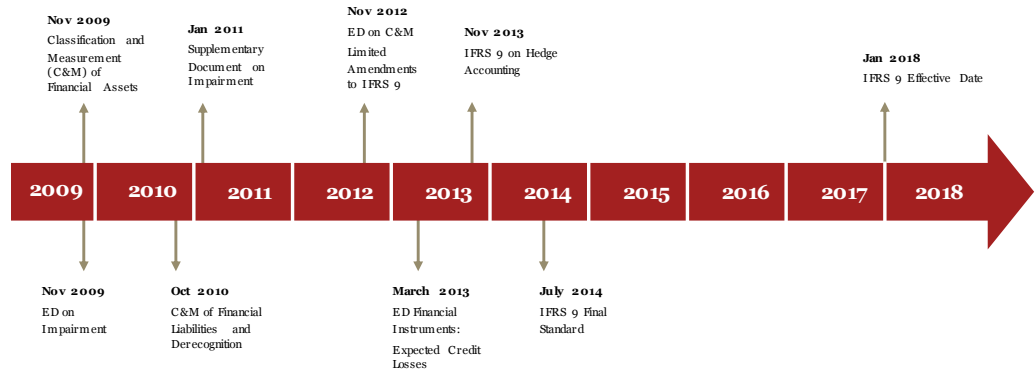 Nov 2009
Classification and
Measurement
(C&M) of
Financial Assets
Jan 2011
Supplementary
Document on
Impairment
Nov 2012
ED on C&M
Limited
Amendments
to IFRS 9
Nov 2013
IFRS 9 on Hedge
Accounting
Jan 2018
IFRS 9 Effective Date
2009
2010
2011
2012
2013
2014
2015
2016
2017
2018
Nov 2009
ED on
Impairment
Oct 2010
C&M of Financial
Liabilities and
Derecognition
March 2013
ED Financial
Instruments:
Expected Credit
Losses
July 2014
IFRS 9 Final
Standard